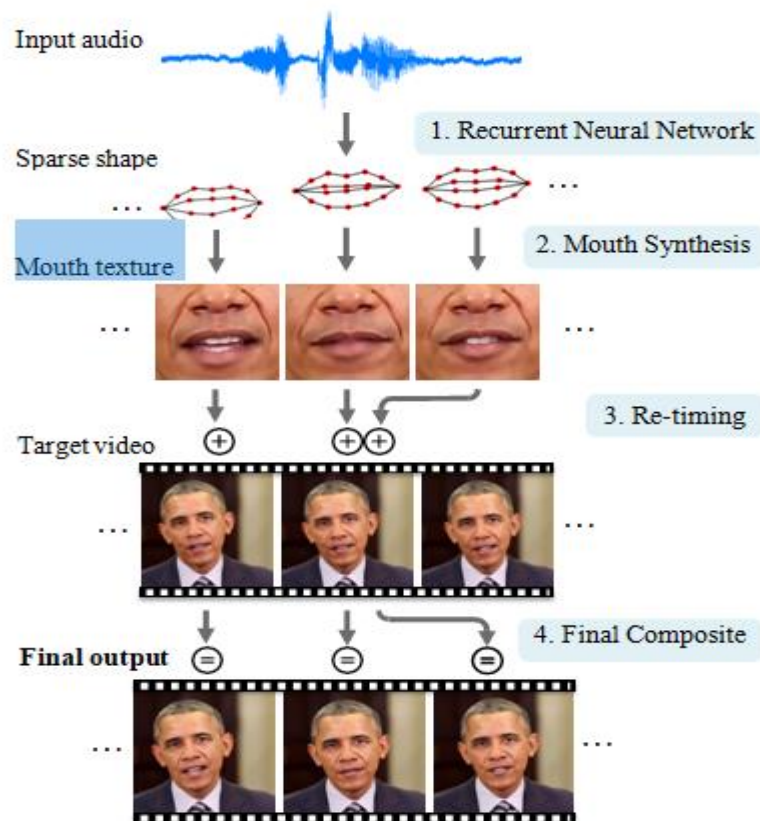 Input audio
1. Recurrent Neural Network
Sparse shape
...
...
2. Mouth Synthesis
Mouth texture
...
...
3. Re-timing
Target video
...
...
4. Final Composite
Final output
...
...